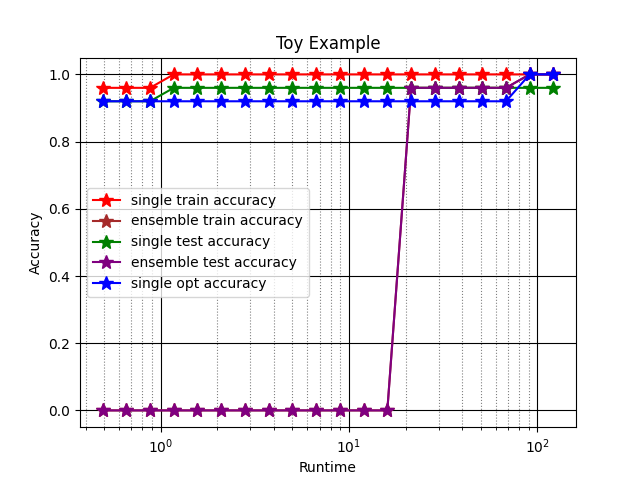 Toy Example
1.0
0.8
0.6
0.4
0.2
0.0
Accuracy
single train accuracy
ensemble train accuracy
single test accuracy
ensemble test accuracy
single opt accuracy
10⁰
10¹
10²
Runtime